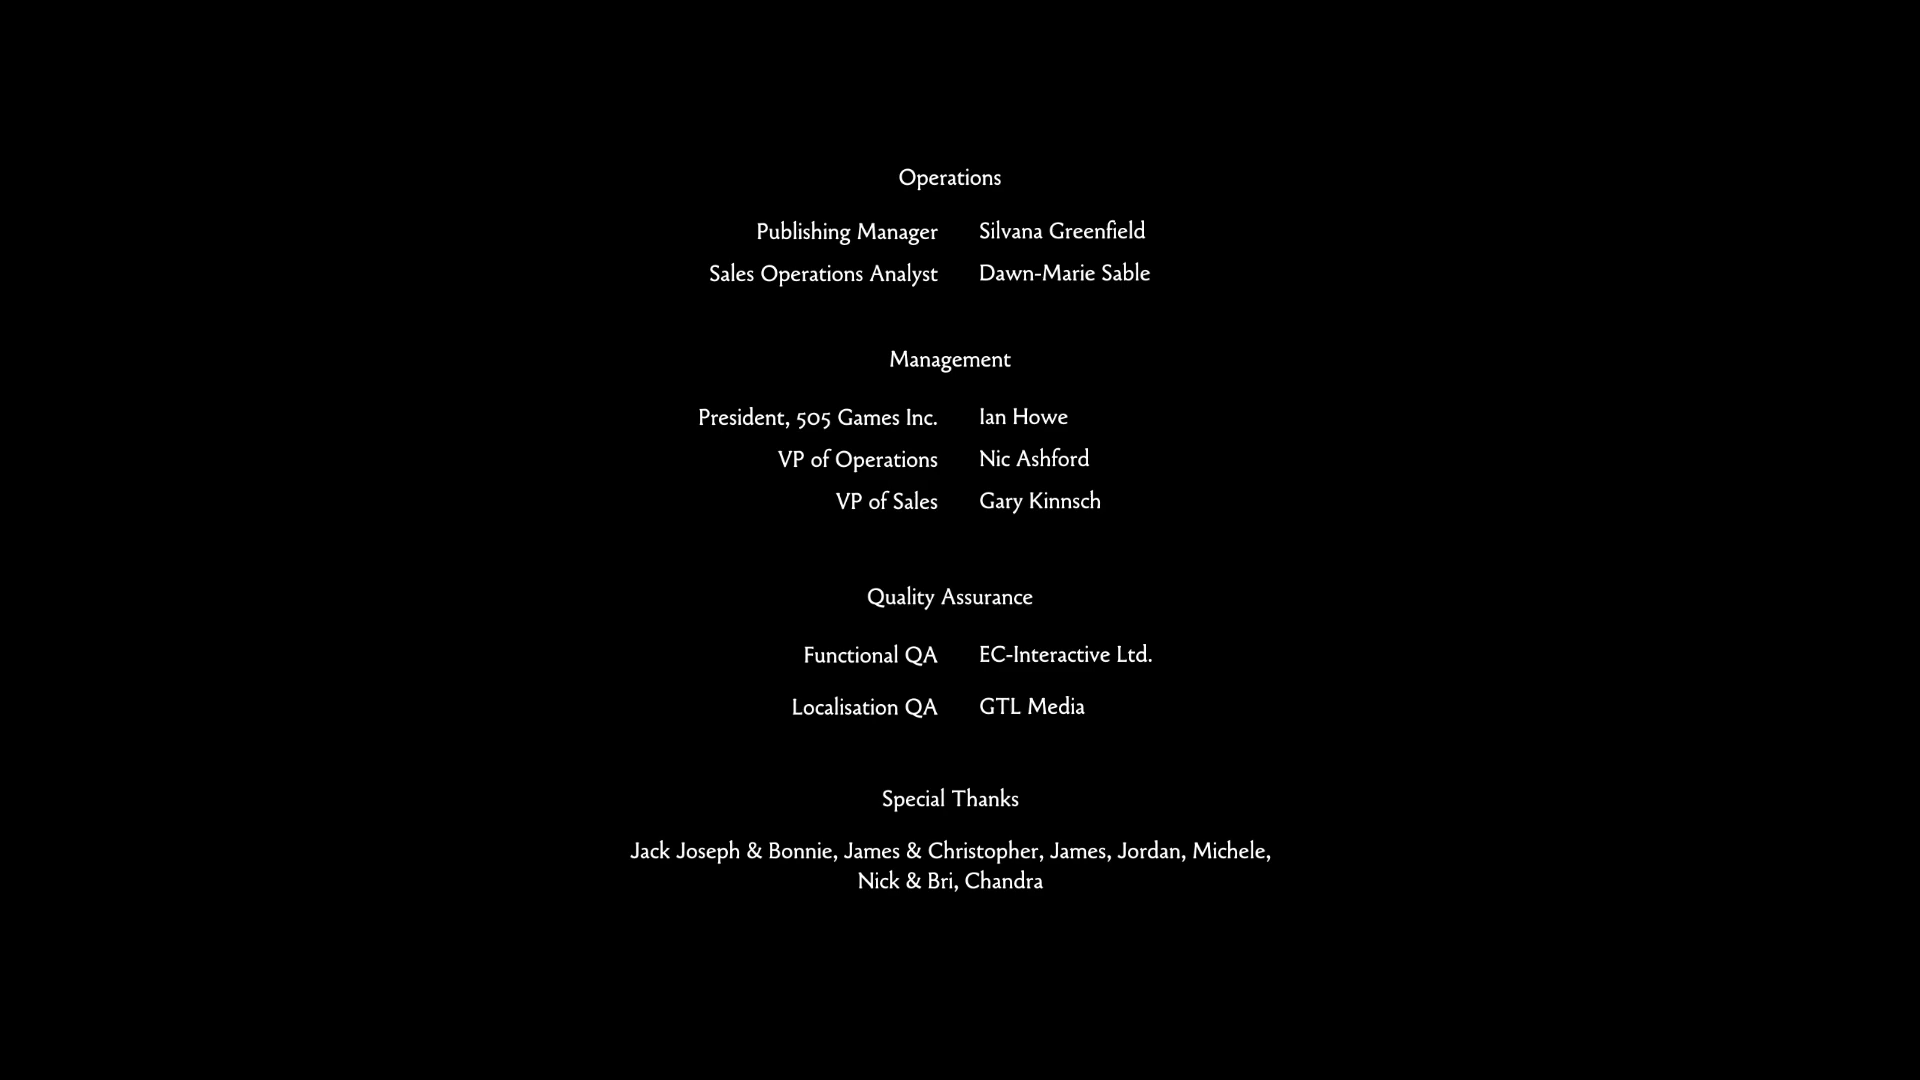 Operations
Publishing Manager Silvana Greenfield
Sales Operations Analyst Dawn-Marie Sable
Management
President, 505 Games Inc. Ian Howe
VP of Operations Nic Ashford
VP of Sales Gary Kinnsch
Quality Assurance
Functional QA EC-Interactive Ltd.
Localisation QA GTL Media
Special Thanks
Jack Joseph & Bonnie, James & Christopher, James, Jordan, Michele,
Nick & Bri, Chandra